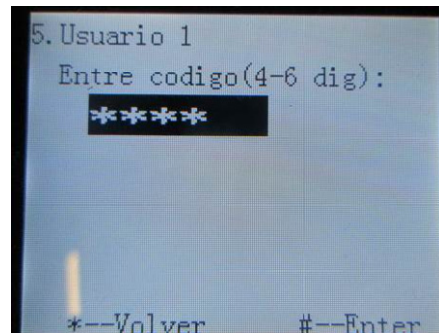 5. Usuario 1
Entre codigo(4-6 dig):
****
*--Volver #--Enter